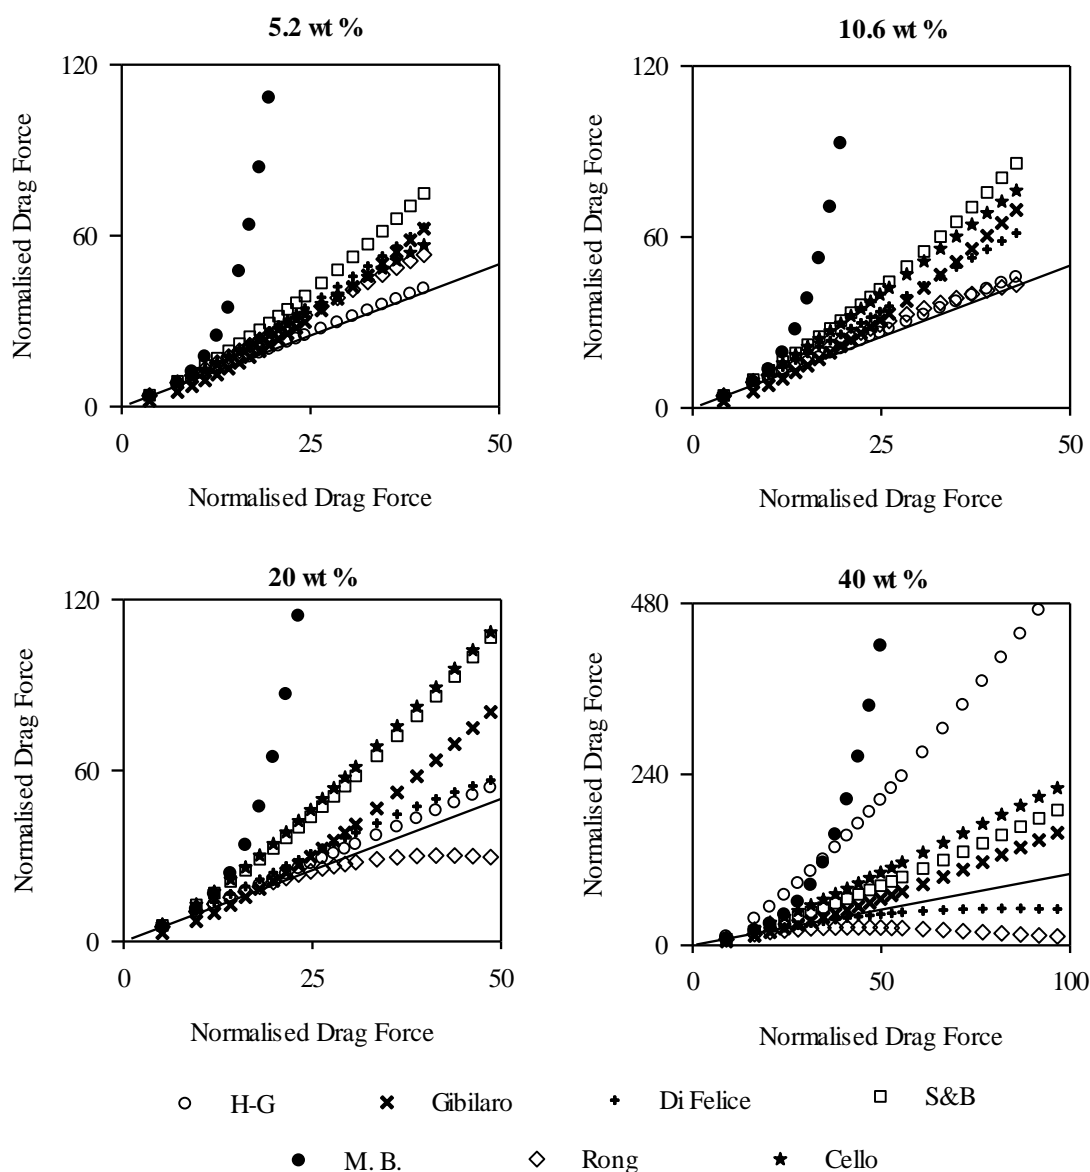 5.2 wt %
10.6 wt %
120
60
0
0 25 50
Normalised Drag Force
Normalised Drag Force
120
60
0
0 25 50
Normalised Drag Force
Normalised Drag Force
20 wt %
40 wt %
120
60
0
0 25 50
Normalised Drag Force
Normalised Drag Force
480
240
0
0 50 100
Normalised Drag Force
Normalised Drag Force
H-G Gibilaro Di Felice S&B
M. B. Rong Cello